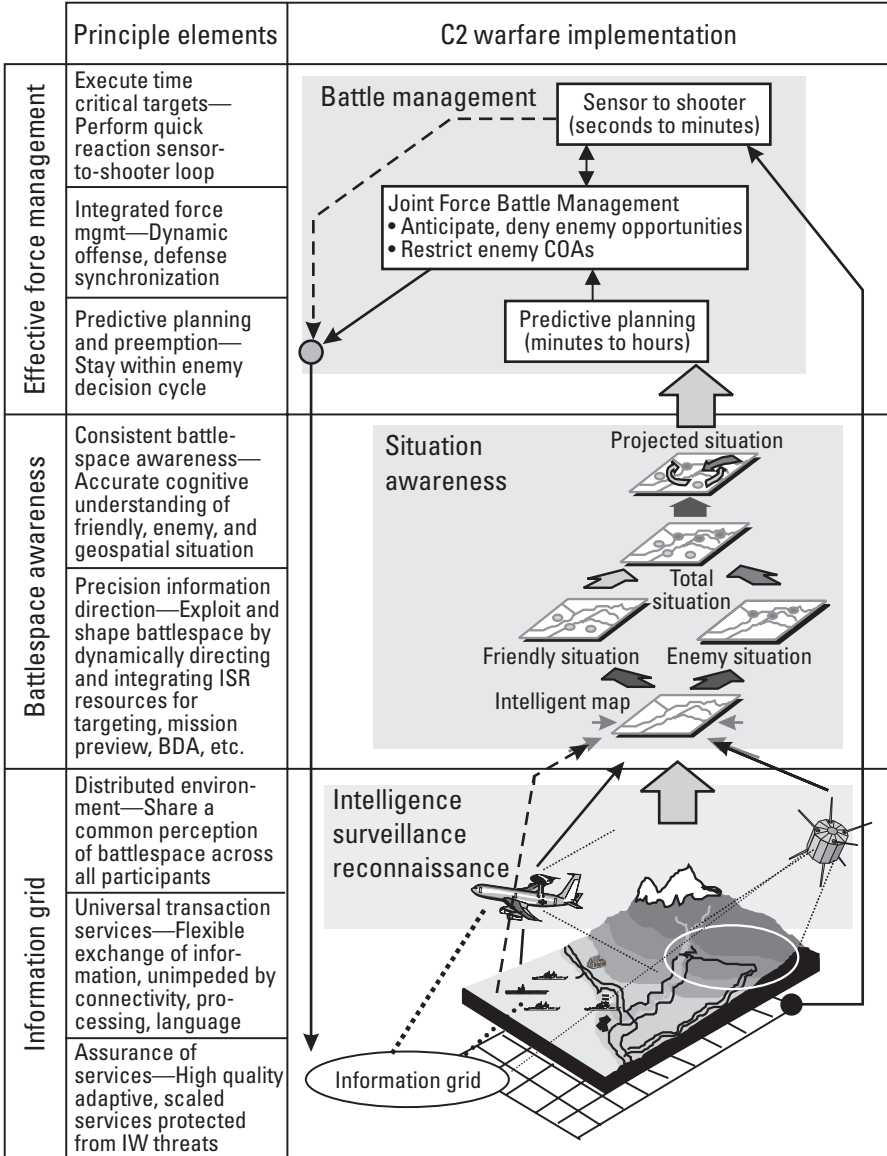 Principle elements
C2 warfare implementation
Effective force management
Execute time
critical targets—
Perform quick
reaction sensor-
to-shooter loop
Integrated force
mgmt—Dynamic
offense, defense
synchronization
Predictive planning
and preemption—
Stay within enemy
decision cycle
Battle management
Sensor to shooter
(seconds to minutes)
Joint Force Battle Management
• Anticipate, deny enemy opportunities
• Restrict enemy COAs
Predictive planning
(minutes to hours)
Battlespace awareness
Consistent battle-
space awareness—
Accurate cognitive
understanding of
friendly, enemy, and
geospatial situation
Precision information
direction—Exploit and
shape battlespace by
dynamically directing
and integrating ISR
resources for
targeting, mission
preview, BDA, etc.
Situation
awareness
Projected situation
Total
situation
Friendly situation
Enemy situation
Intelligent map
Information grid
Distributed environ-
ment—Share a
common perception
of battlespace across
all participants
Universal transaction
services—Flexible
exchange of infor-
mation, unimpeded by
connectivity, pro-
cessing, language
Assurance of
services—High quality
adaptive, scaled
services protected
from IW threats
Intelligence
surveillance
reconnaissance
Information grid